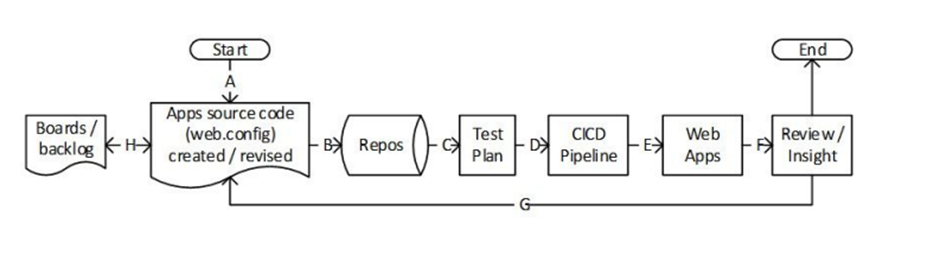 Start
End
A
Apps source code
(web.config)
created / revised
Boards /
backlog
H
B
Repos
C
Test
Plan
D
CICD
Pipeline
E
Web
Apps
F
Review /
Insight
G